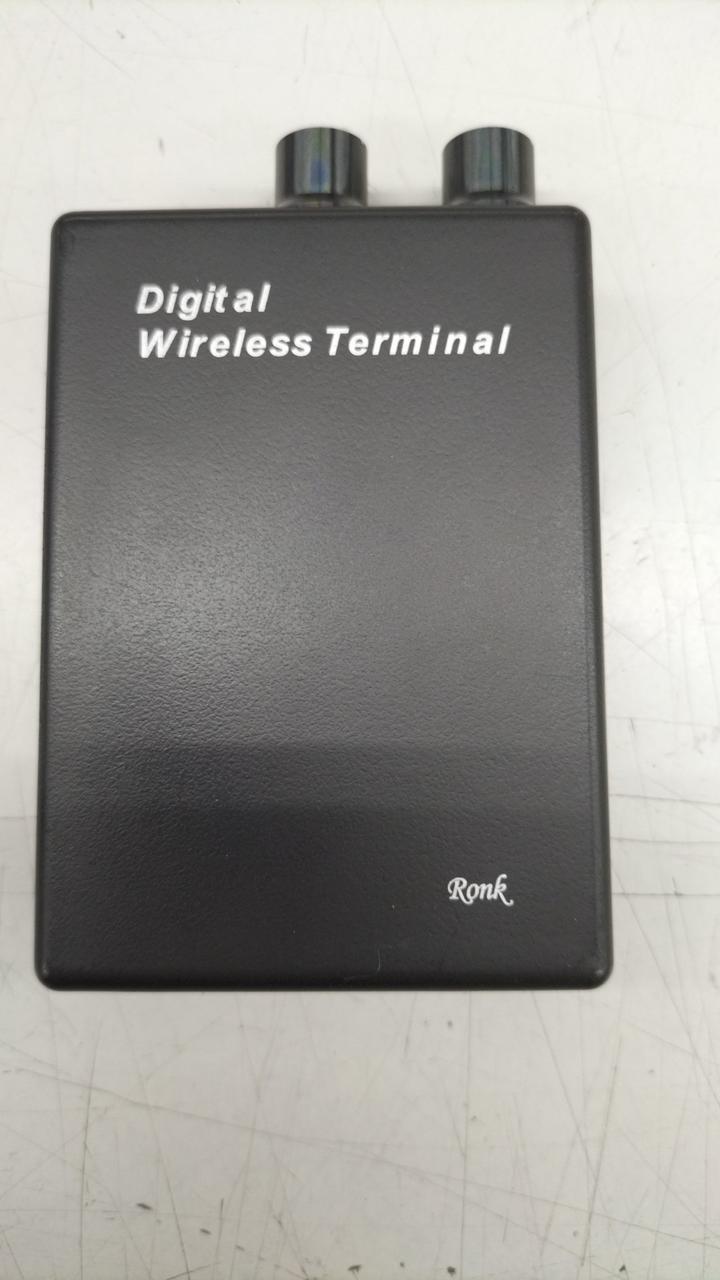 Digital
Wireless Terminal
Ronk